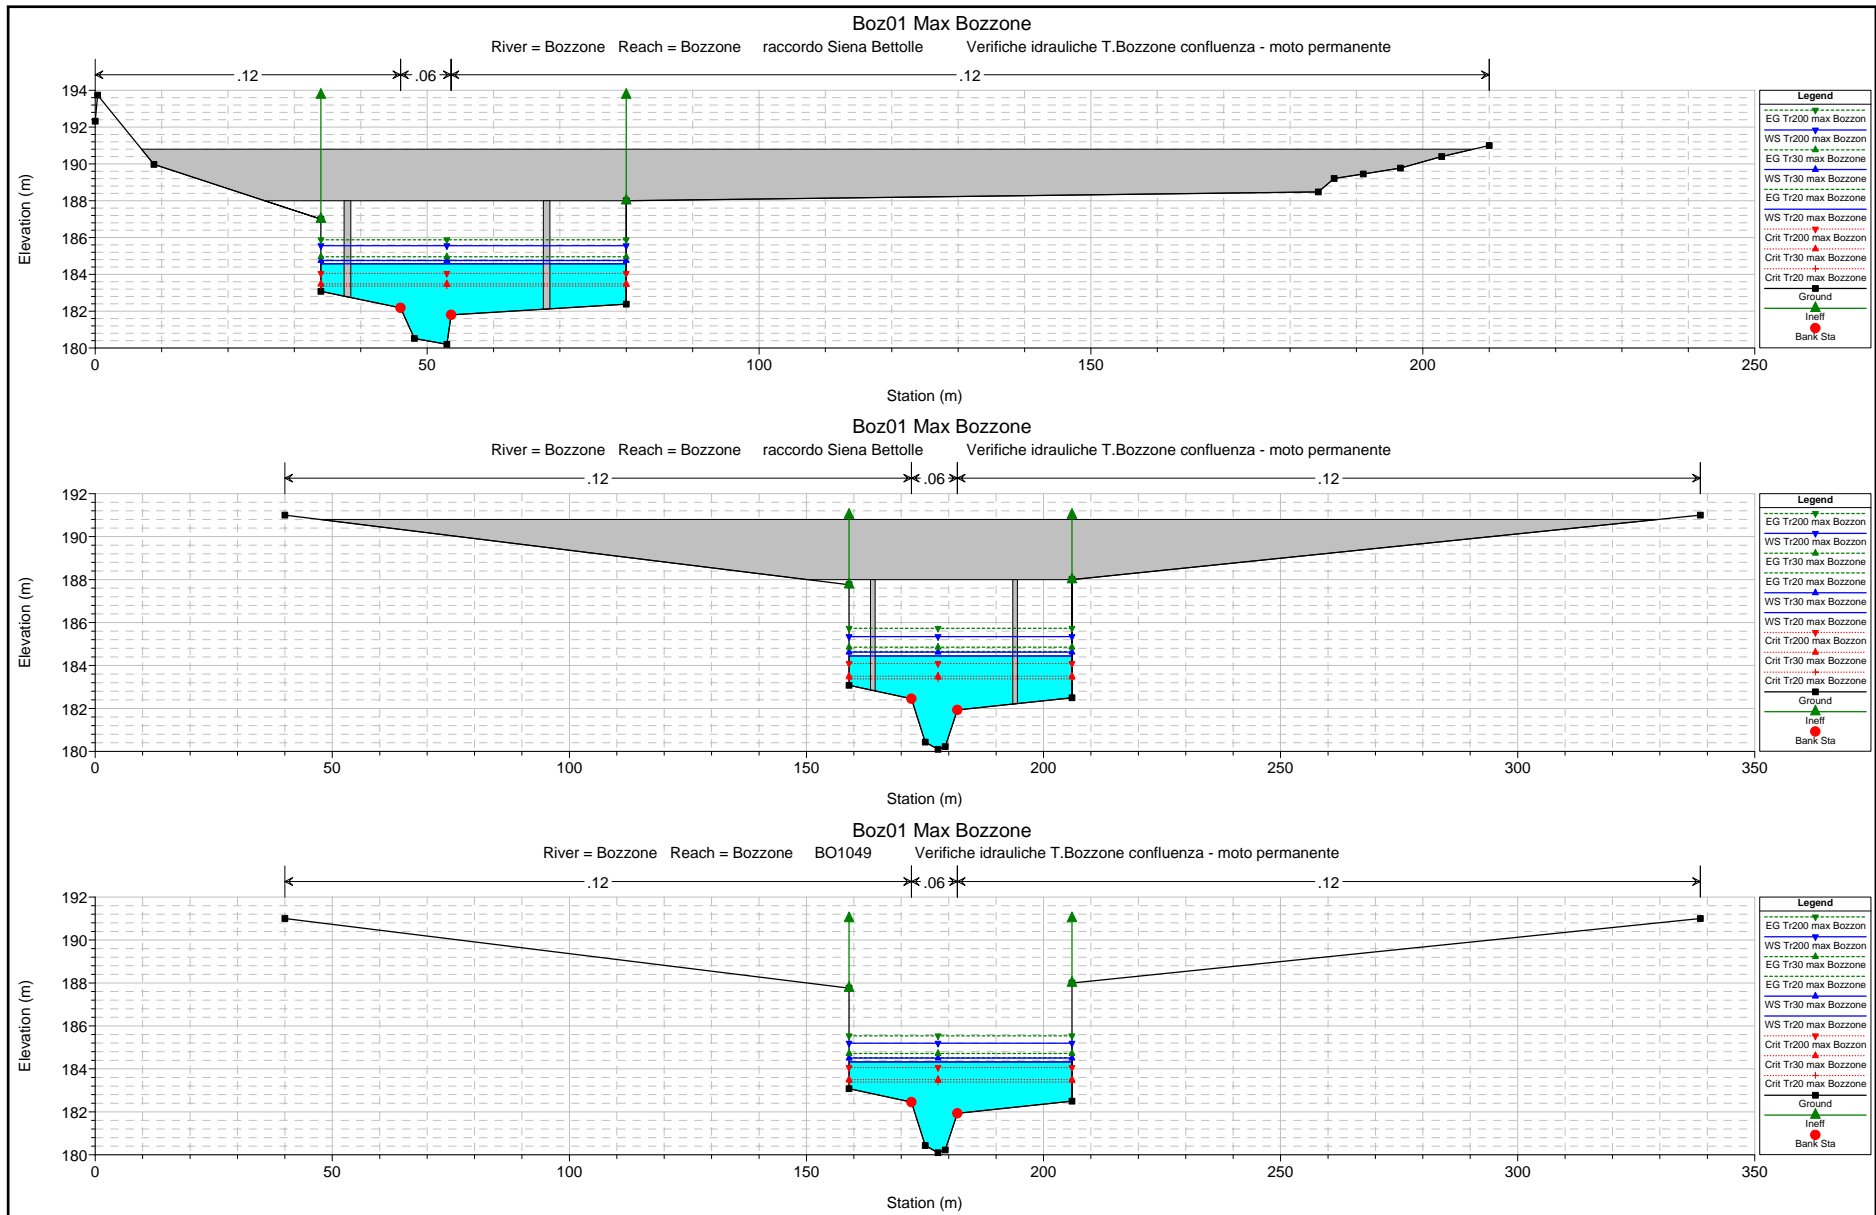 Boz01 Max Bozzone
River = Bozzone Reach = Bozzone raccordo Siena Bettolle Verifiche idrauliche T.Bozzone confluenza - moto permanente
.12 .06 .12
194
192
190
188
186
184
182
180
Elevation (m)
0 50 100 150 200 250
Station (m)
Legend
EG Tr200 max Bozzon
WS Tr200 max Bozzon
EG Tr30 max Bozzone
WS Tr30 max Bozzone
EG Tr20 max Bozzone
WS Tr20 max Bozzone
Crit Tr200 max Bozzon
Crit Tr30 max Bozzone
Crit Tr20 max Bozzone
Ground
Ineff
Bank Sta
Boz01 Max Bozzone
River = Bozzone Reach = Bozzone raccordo Siena Bettolle Verifiche idrauliche T.Bozzone confluenza - moto permanente
.12 .06 .12
192
190
188
186
184
182
180
Elevation (m)
0 50 100 150 200 250 300 350
Station (m)
Legend
EG Tr200 max Bozzon
WS Tr200 max Bozzon
EG Tr30 max Bozzone
EG Tr20 max Bozzone
WS Tr30 max Bozzone
WS Tr20 max Bozzone
Crit Tr200 max Bozzon
Crit Tr30 max Bozzone
Crit Tr20 max Bozzone
Ground
Ineff
Bank Sta
Boz01 Max Bozzone
River = Bozzone Reach = Bozzone BO1049 Verifiche idrauliche T.Bozzone confluenza - moto permanente
.12 .06 .12
192
190
188
186
184
182
180
Elevation (m)
0 50 100 150 200 250 300 350
Station (m)
Legend
EG Tr200 max Bozzon
WS Tr200 max Bozzon
EG Tr30 max Bozzone
EG Tr20 max Bozzone
WS Tr30 max Bozzone
WS Tr20 max Bozzone
Crit Tr200 max Bozzon
Crit Tr30 max Bozzone
Crit Tr20 max Bozzone
Ground
Ineff
Bank Sta